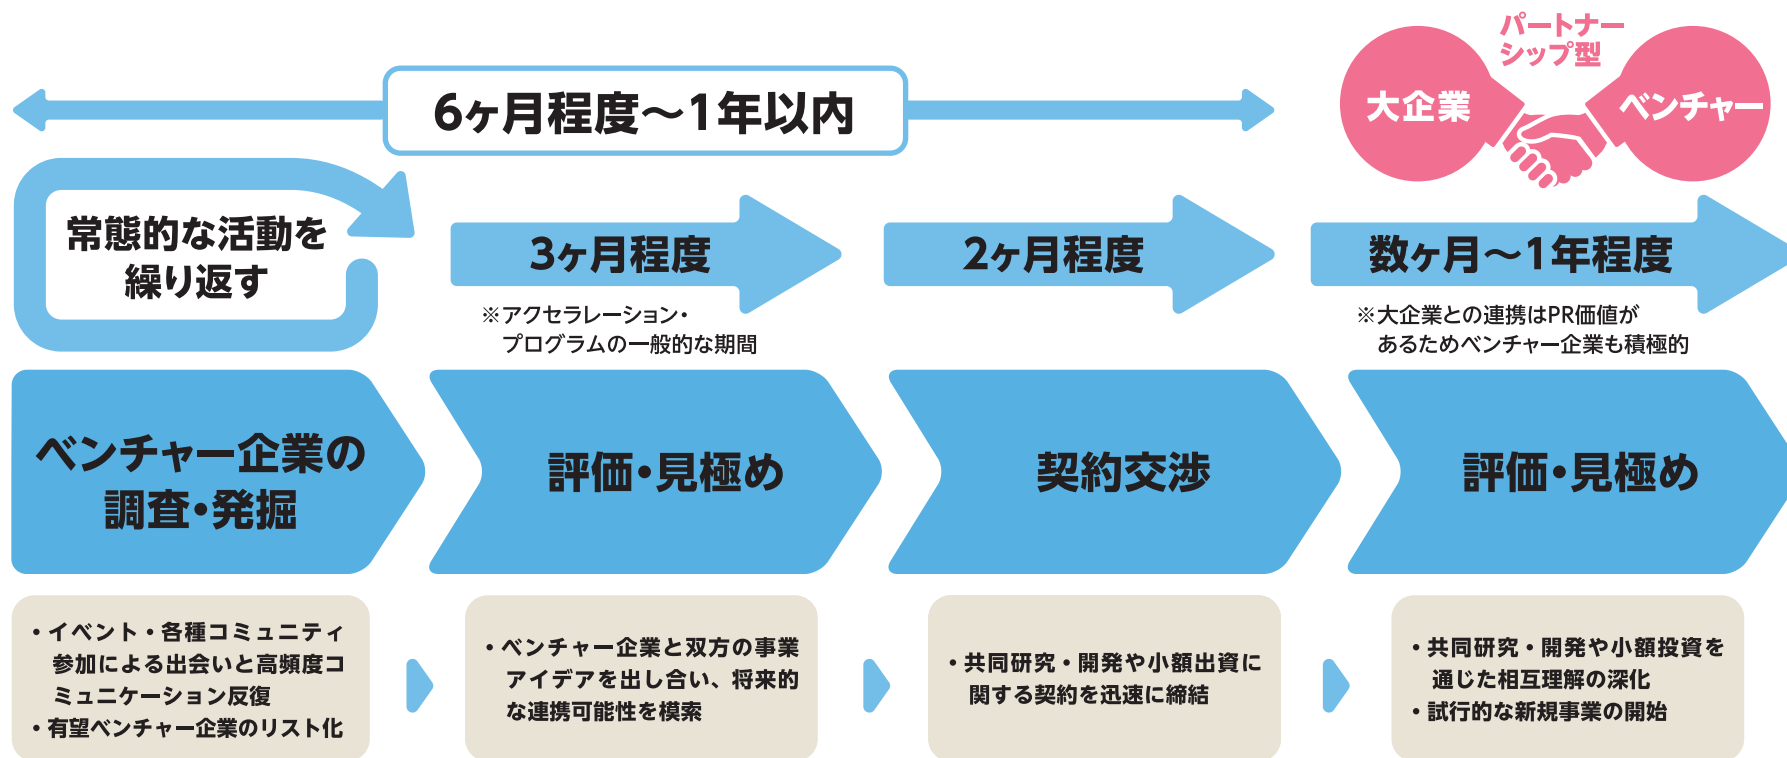 6ヶ月程度〜1年以内
パートナー
シップ型
大企業
ベンチャー
常態的な活動を
繰り返す
3ヶ月程度
※アクセラレーション・
プログラムの一般的な期間
2ヶ月程度
数ヶ月〜1年程度
※大企業との連携はPR価値が
あるためベンチャー企業も積極的
ベンチャー企業の
調査・発掘
評価・見極め
契約交渉
評価・見極め
・イベント・各種コミュニティ
参加による出会いと高頻度コ
ミュニケーション反復
・有望ベンチャー企業のリスト化
・ベンチャー企業と双方の事業
アイデアを出し合い、将来的
な連携可能性を模索
・共同研究・開発や小額出資に
関する契約を迅速に締結
・共同研究・開発や小額投資を
通じた相互理解の深化
・試行的な新規事業の開始